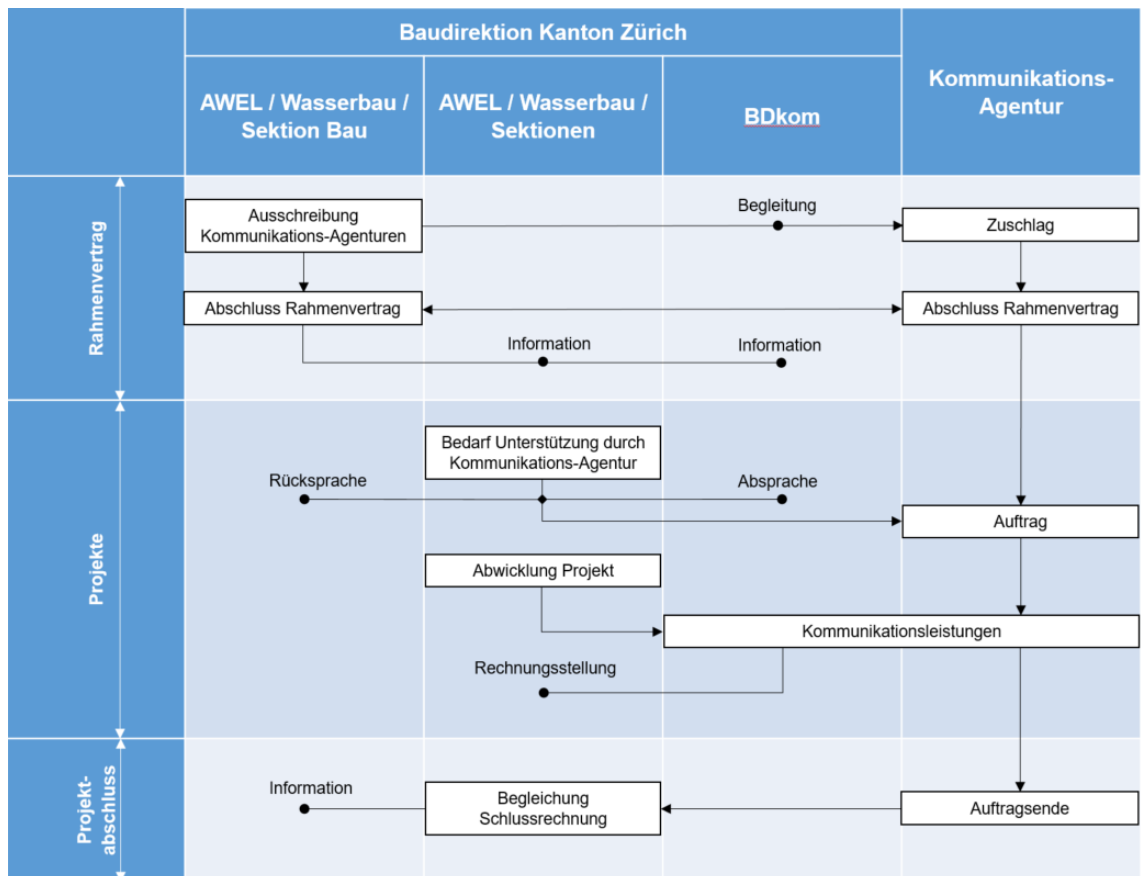 Baudirektion Kanton Zürich
AWEL / Wasserbau /
Sektion Bau
AWEL / Wasserbau /
Sektionen
BDkom
Kommunikations-
Agentur
Rahmenvertrag
Ausschreibung
Kommunikations-Agenturen
Begleitung
Zuschlag
Abschluss Rahmenvertrag
Abschluss Rahmenvertrag
Information
Information
Projekte
Bedarf Unterstützung durch
Kommunikations-Agentur
Rücksprache
Absprache
Auftrag
Abwicklung Projekt
Kommunikationsleistungen
Rechnungsstellung
Projekt-
abschluss
Information
Begleichung
Schlussrechnung
Auftragsende